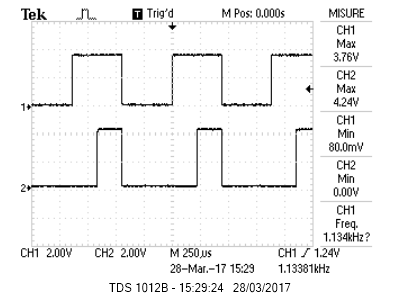 Tek T Trig'd M Pos: 0.000s MISURE
CH1
Max
3.76V
CH2
Max
4.24V
1
CH1
Min
80.0mV
CH2
Min
0.00V
2
CH1
Freq.
1.134kHz?
CH1 2.00V CH2 2.00V M 250µs CH1 / 1.24V
28-Mar.-17 15:29 1.13381kHz
TDS 1012B - 15:29:24 28/03/2017